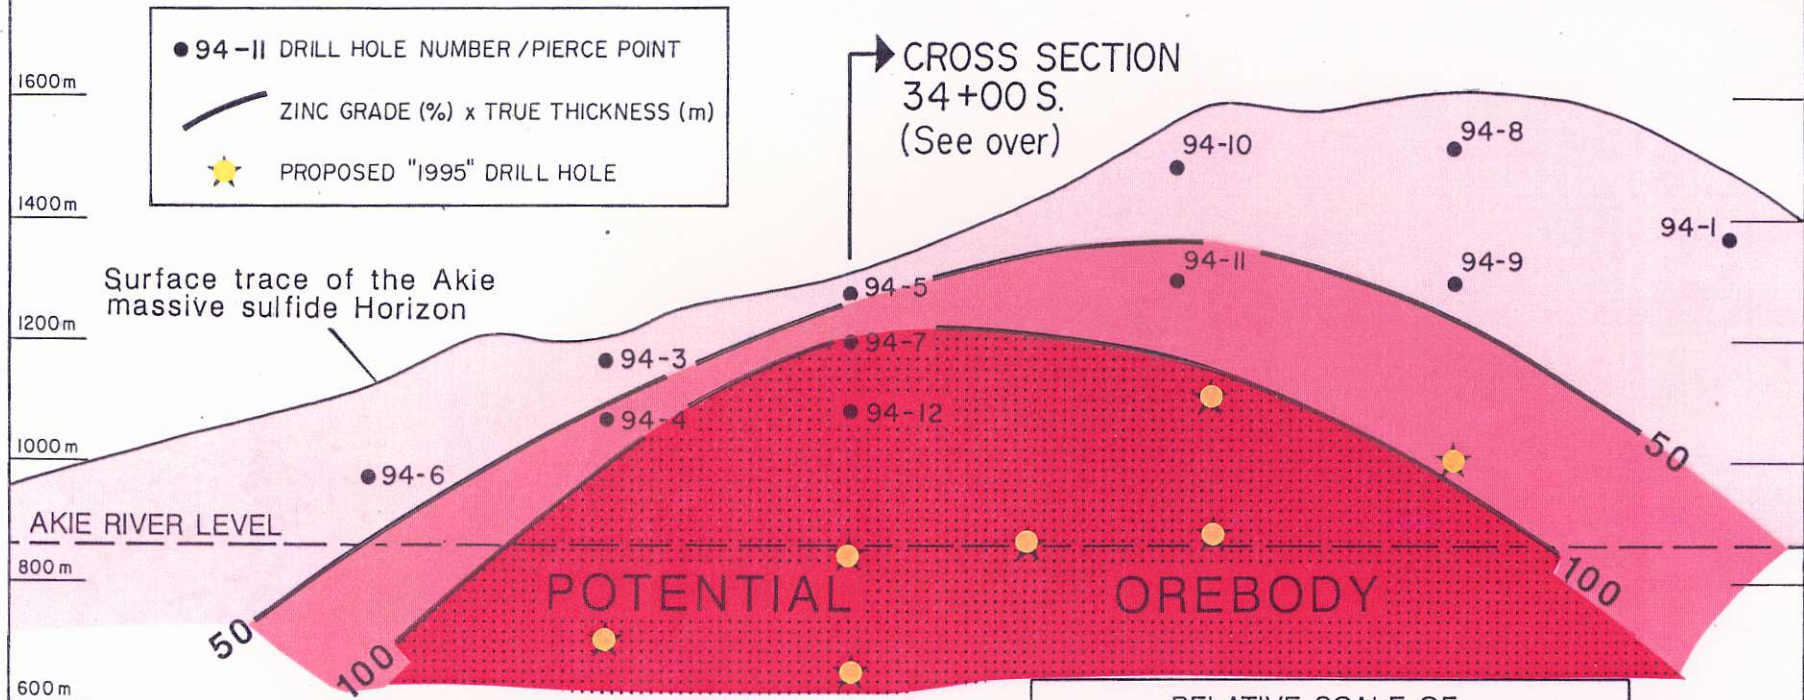 94-11 DRILL HOLE NUMBER/PIERCE POINT
ZINC GRADE (%) x TRUE THICKNESS (m)
PROPOSED "1995" DRILL HOLE
CROSS SECTION
34+00 S.
(See over)
1600m
1400m
1200m
1000m
800m
600m
Surface trace of the Akie
massive sulfide Horizon
94-10
94-8
94-1
94-11
94-9
94-5
94-3
94-7
94-4
94-12
94-6
50
AKIE RIVER LEVEL
POTENTIAL OREBODY
100
50
100